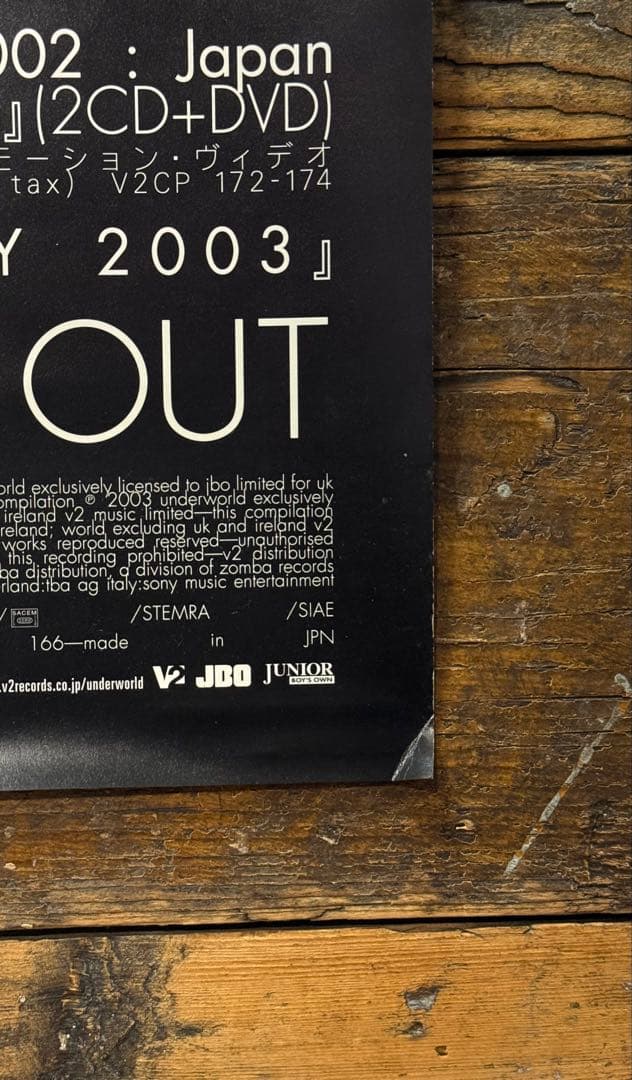 002 : Japan
』(2CD+DVD)
モーション・ヴィデオ
tax) V2CP 172-174
Y 2003』
OUT
orld exclusively licensed to jbo limited for uk
ompilation ℗ 2003 underworld exclusively
ireland v2 music limited—this compilation
reland; world excluding uk and ireland v2
works reproduced reserved—unauthorised
this recording prohibited—v2 distribution
ba distribution, a division of zomba records
rland:tba ag italy:sony music entertainment
/ SACEM /STEMRA /SIAE
166—made in JPN
.v2records.co.jp/underworld V2 JBO JUNIOR
BOY'S OWN